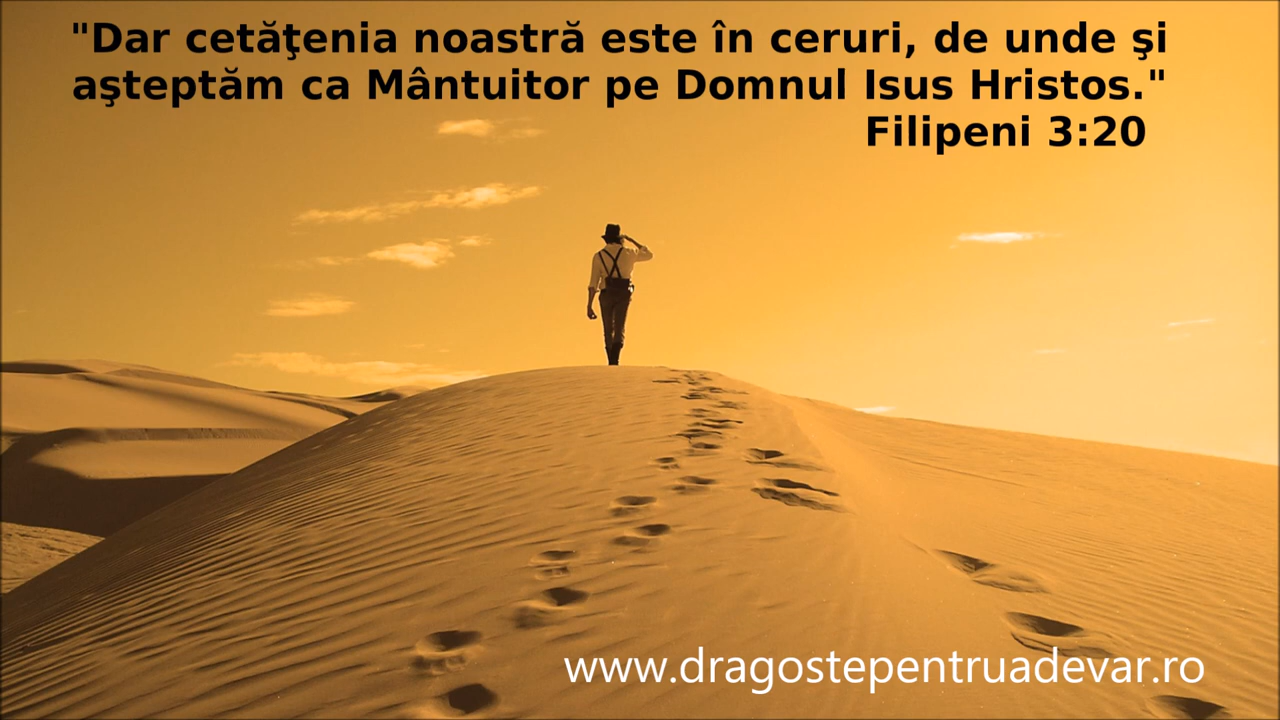 "Dar cetăţenia noastră este în ceruri, de unde şi
aşteptăm ca Mântuitor pe Domnul Isus Hristos."
Filipeni 3:20
www.dragostepentruadevar.ro